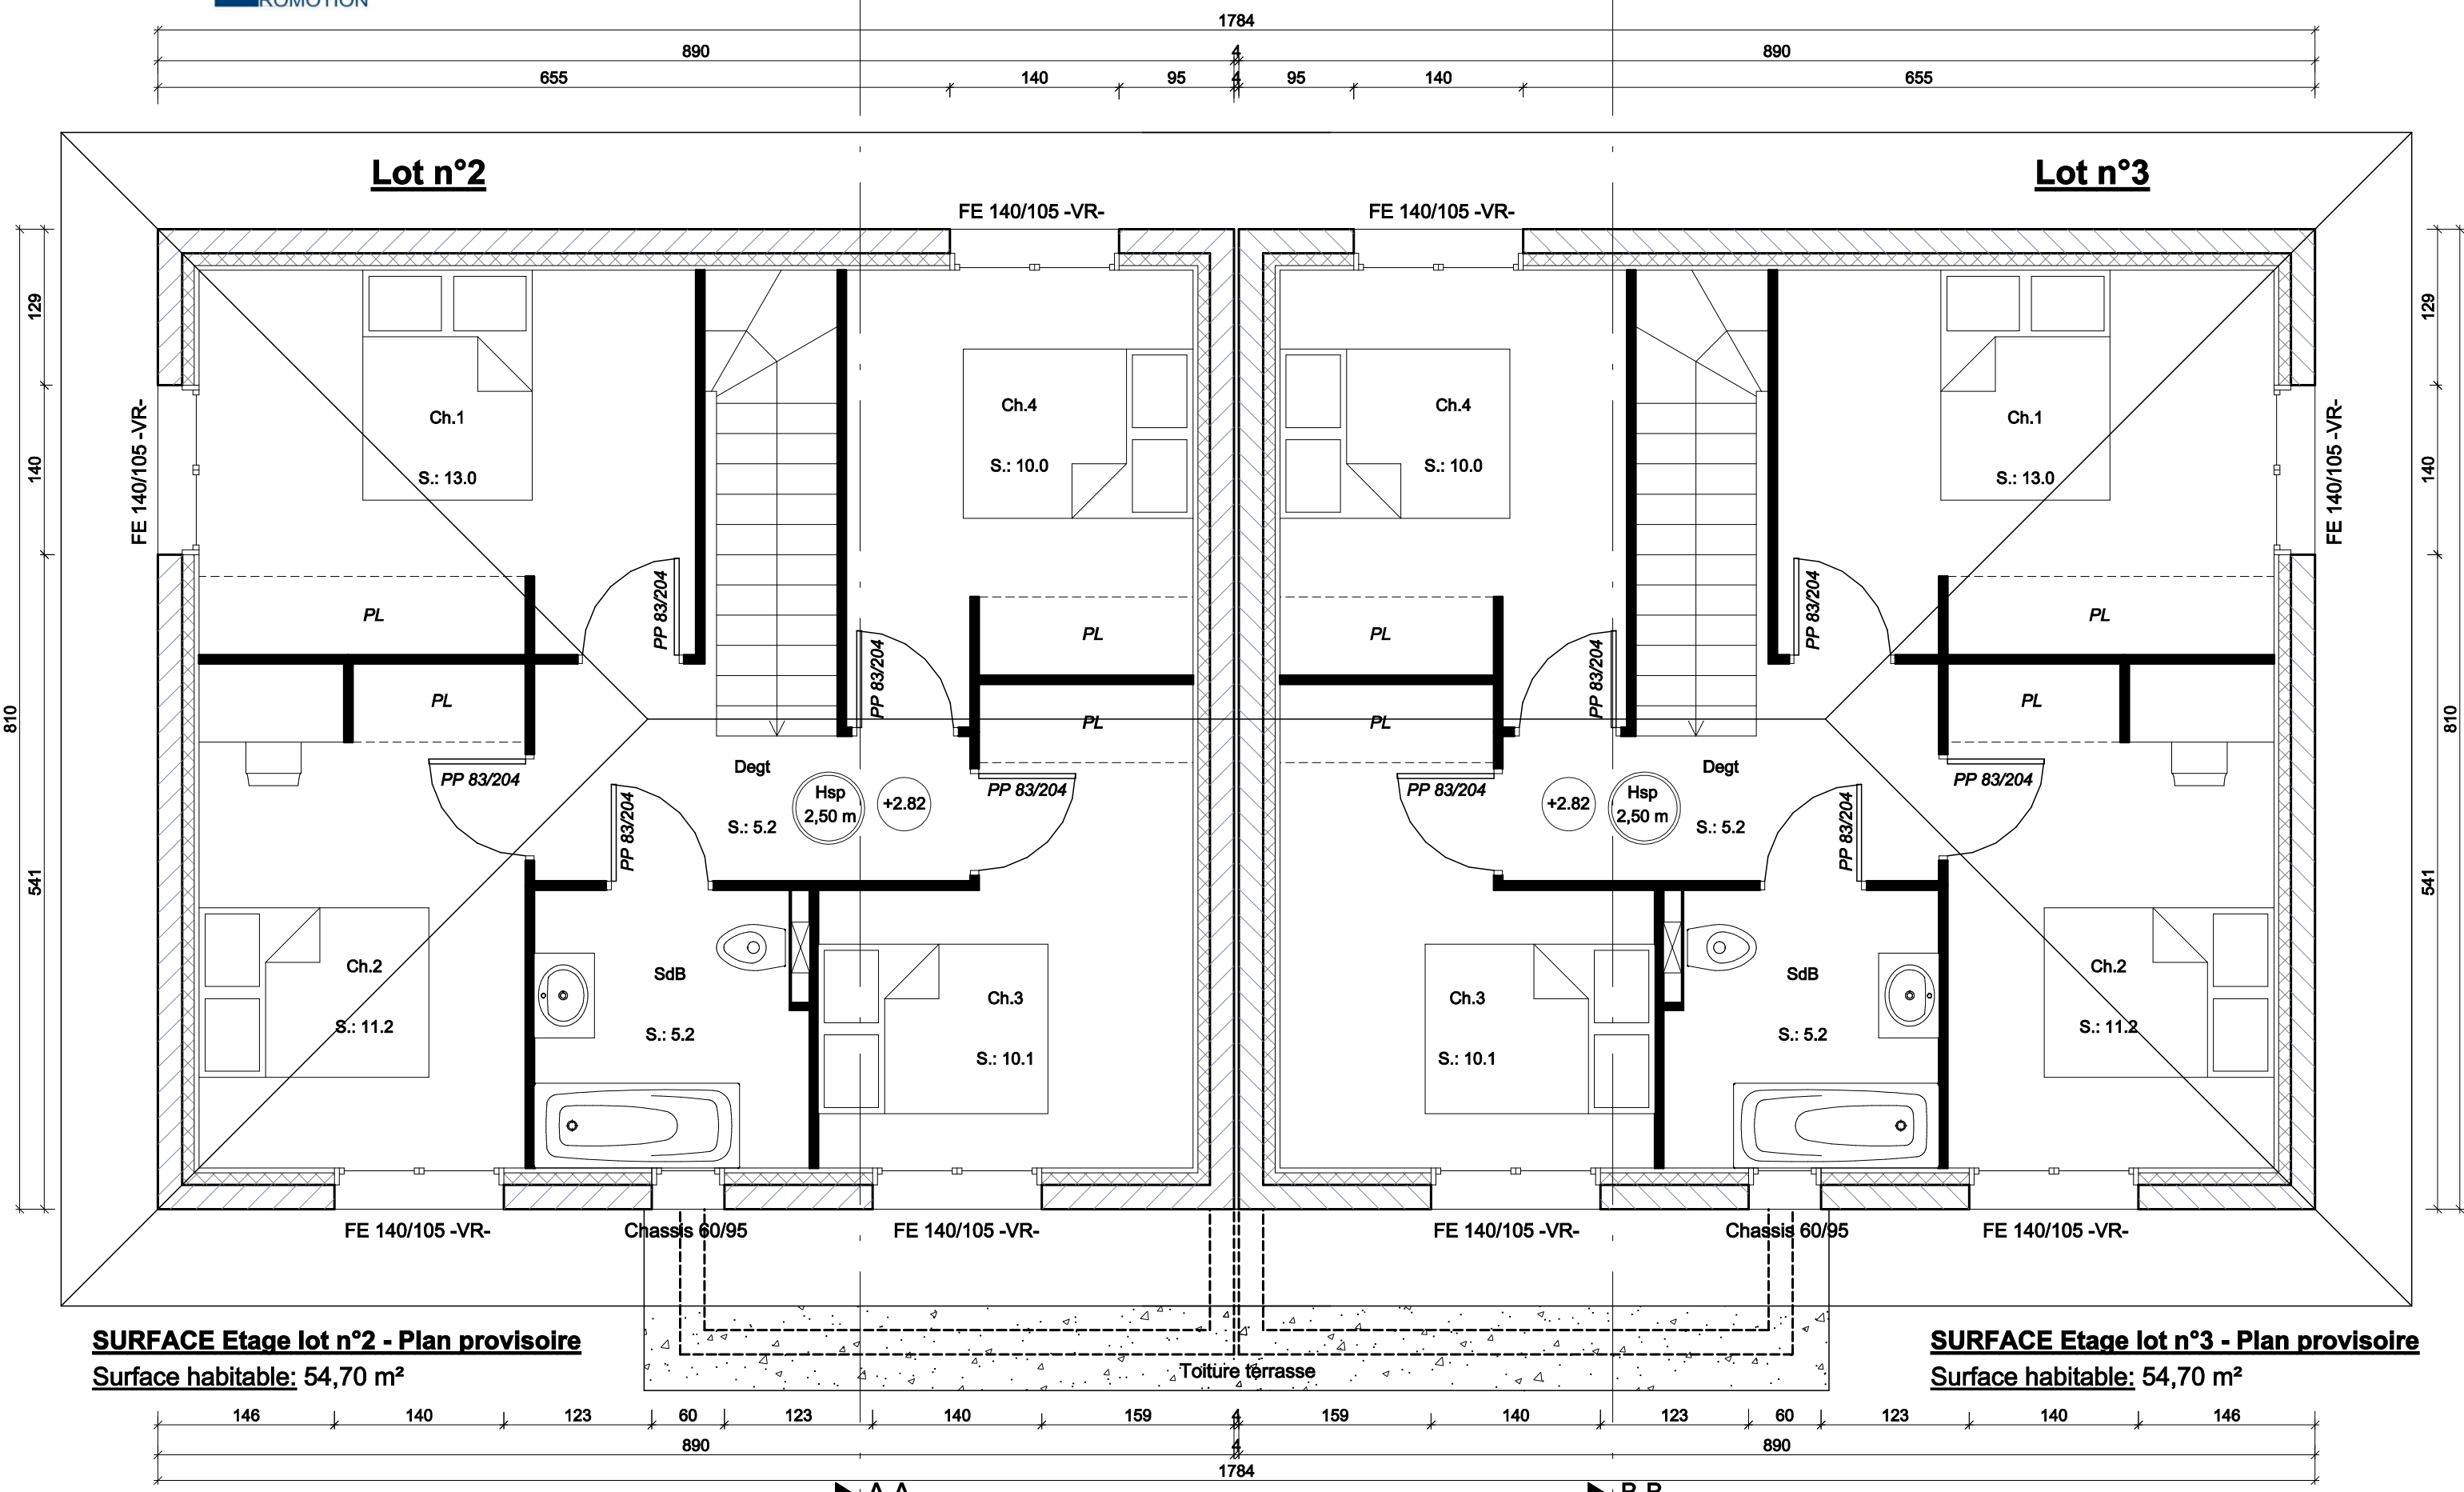 ROMOTION
1784
890 4 890
655 140 95 4 95 140 655
Lot n°2
Lot n°3
FE 140/105 -VR-
FE 140/105 -VR-
129
140
541
810
FE 140/105 -VR-
Ch.1
S.: 13.0
PL
PP 83/204
PL
PP 83/204
Ch.2
S.: 11.2
Ch.4
S.: 10.0
PL
PP 83/204
PL
PP 83/204
Degt
S.: 5.2
Hsp
2,50 m
+2.82
PP 83/204
SdB
S.: 5.2
Ch.3
S.: 10.1
Ch.4
S.: 10.0
PL
PP 83/204
PL
PP 83/204
+2.82
Hsp
2,50 m
Degt
S.: 5.2
PP 83/204
SdB
S.: 5.2
Ch.3
S.: 10.1
Ch.1
S.: 13.0
PP 83/204
PL
PL
PP 83/204
Ch.2
S.: 11.2
FE 140/105 -VR-
129
140
541
810
FE 140/105 -VR-
Chassis 60/95
FE 140/105 -VR-
FE 140/105 -VR-
Chassis 60/95
FE 140/105 -VR-
SURFACE Etage lot n°2 - Plan provisoire
Surface habitable: 54,70 m²
Toiture terrasse
SURFACE Etage lot n°3 - Plan provisoire
Surface habitable: 54,70 m²
146 140 123 60 123 140 159 4 159 140 123 60 123 140 146
890 4 890
1784
A-A
B-B